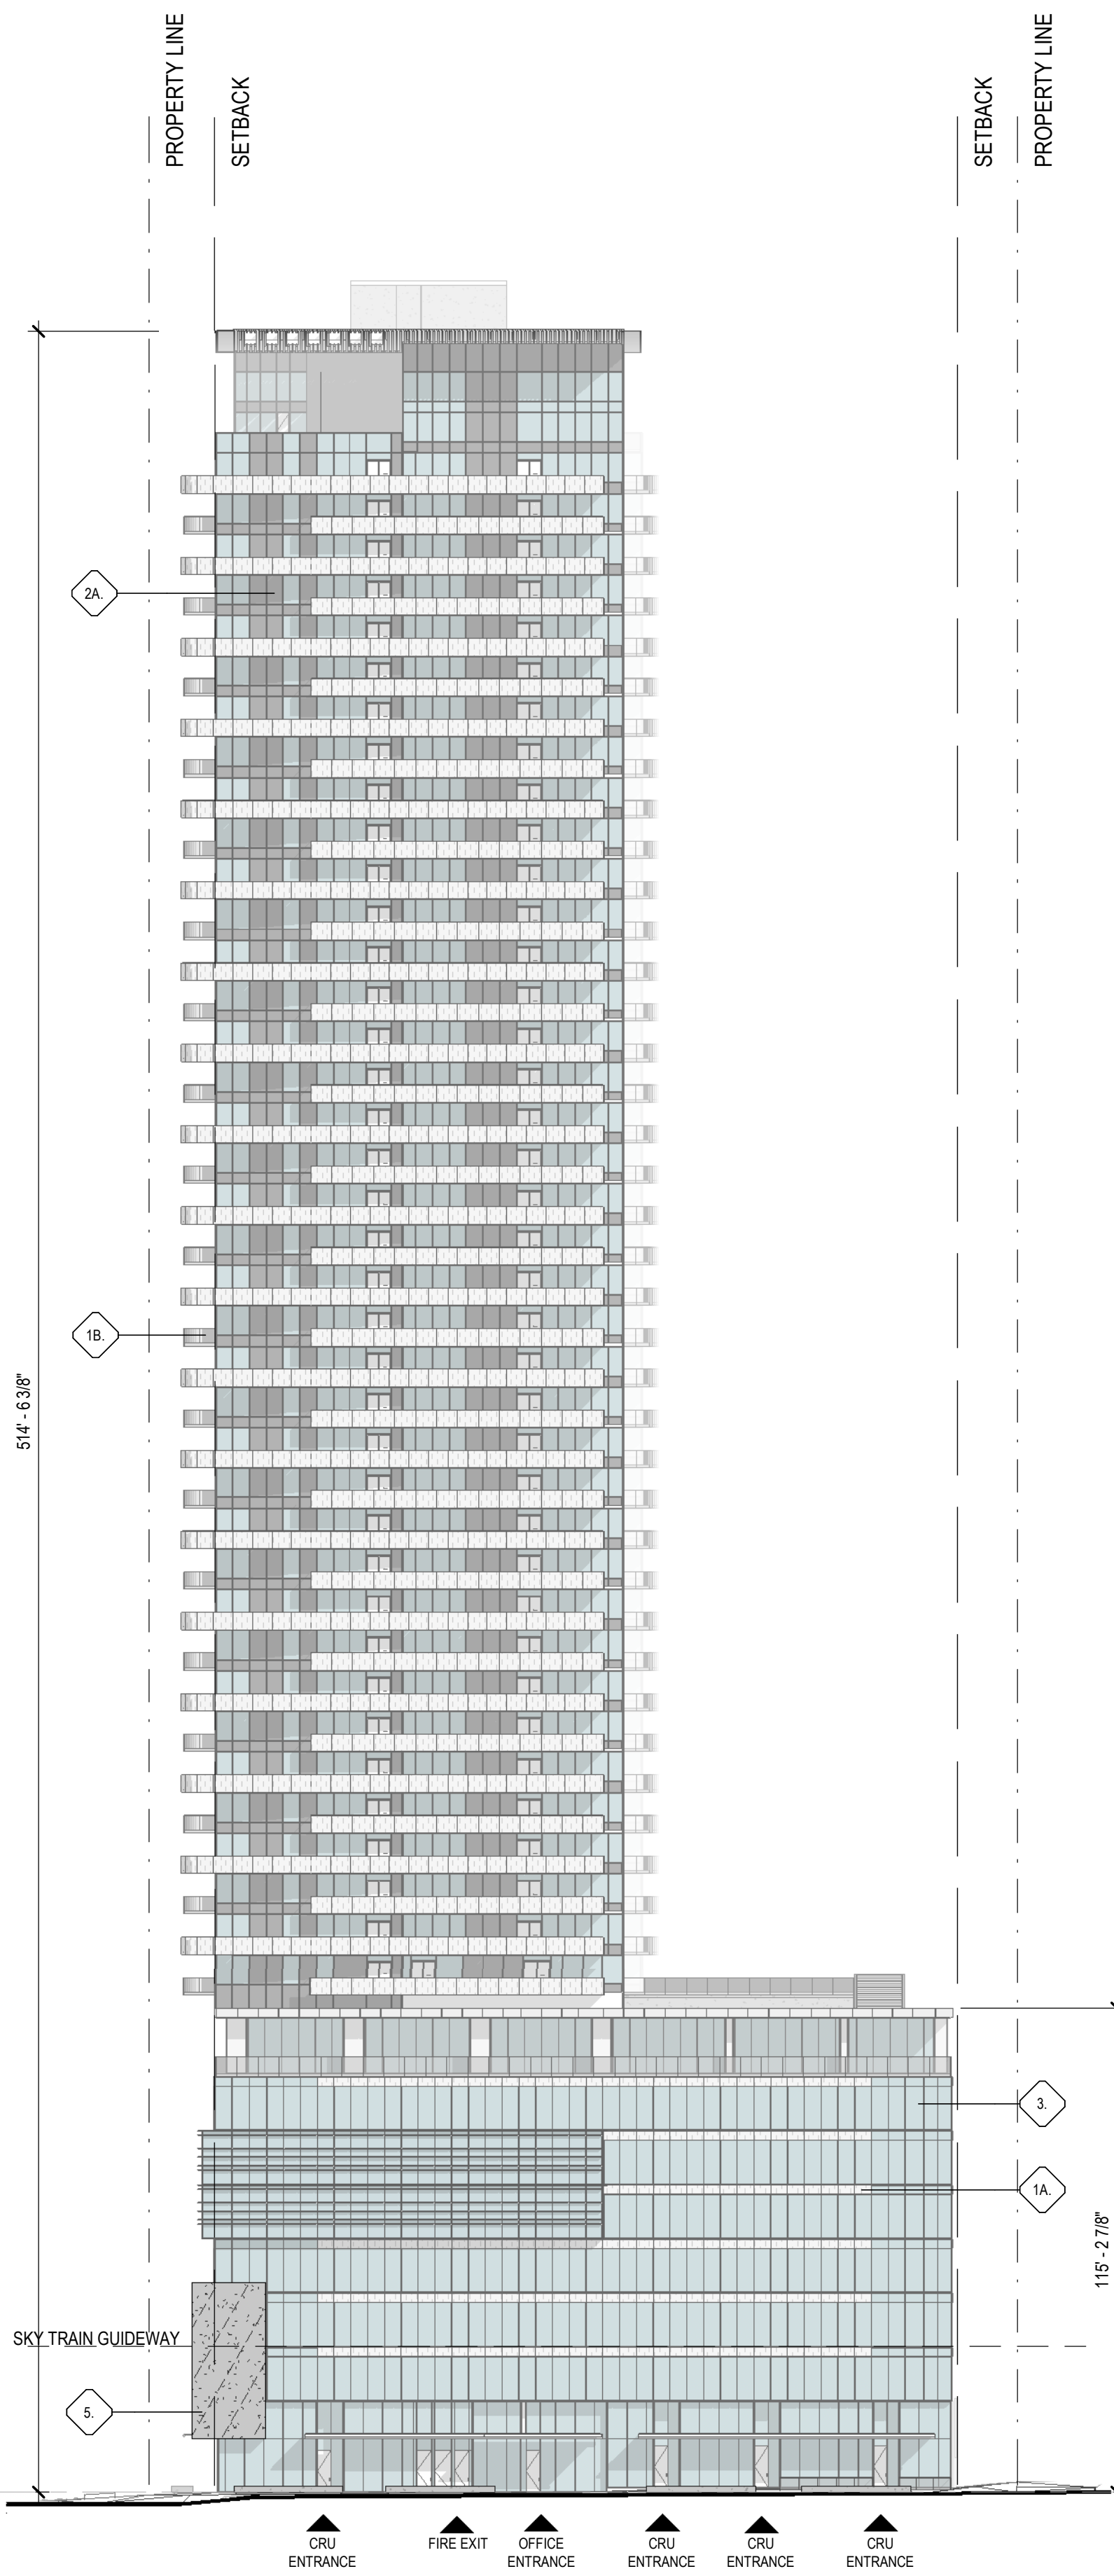 PROPERTY LINE
SETBACK
SETBACK
PROPERTY LINE
2A.
1B.
514' - 6 3/8"
3.
1A.
115' - 2 7/8"
SKY TRAIN GUIDEWAY
5.
CRU
ENTRANCE
FIRE EXIT
OFFICE
ENTRANCE
CRU
ENTRANCE
CRU
ENTRANCE
CRU
ENTRANCE